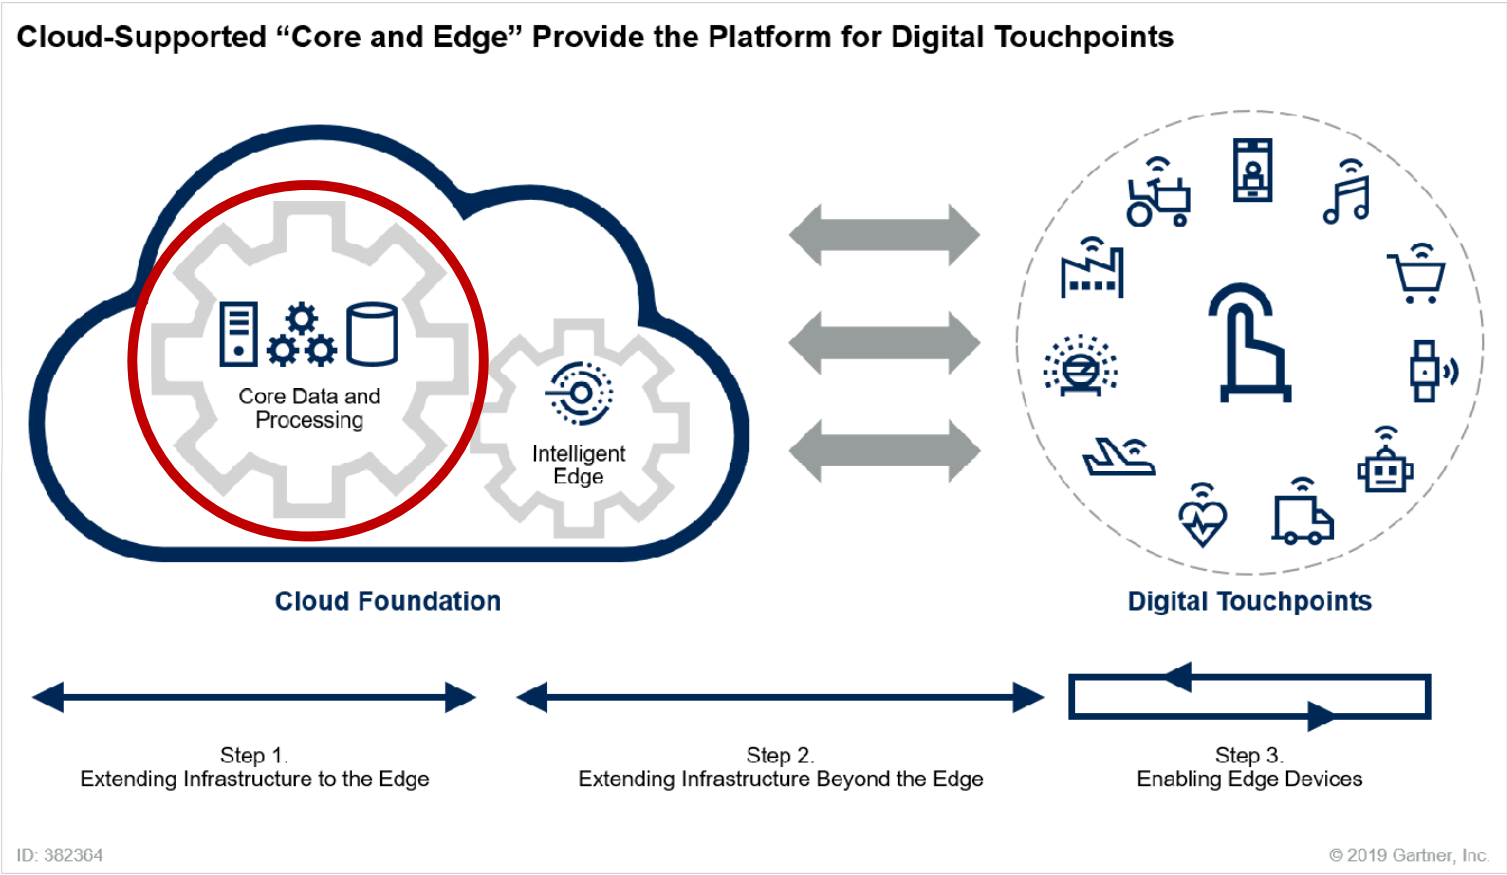 Cloud-Supported “Core and Edge” Provide the Platform for Digital Touchpoints
Core Data and
Processing
Intelligent
Edge
Cloud Foundation
Digital Touchpoints
Step 1.
Extending Infrastructure to the Edge
Step 2.
Extending Infrastructure Beyond the Edge
Step 3.
Enabling Edge Devices
ID: 382364
© 2019 Gartner, Inc.